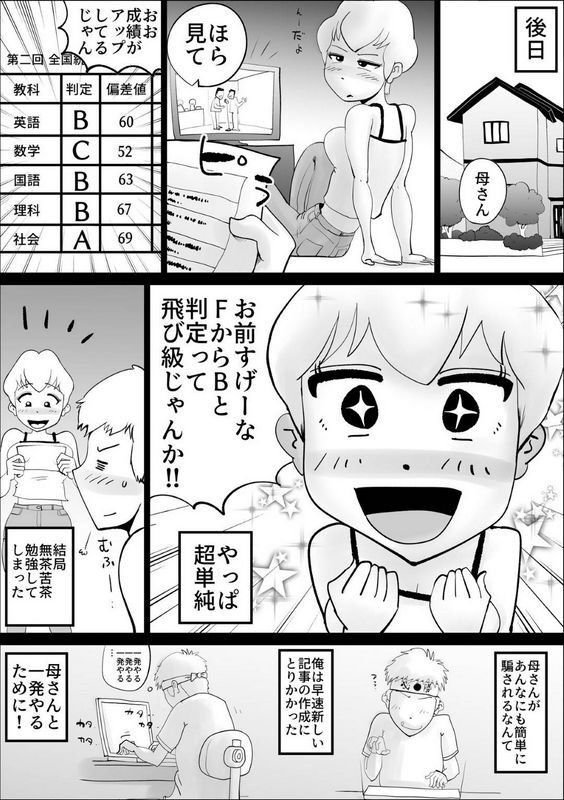 後日
母さん
ほら
見て
んーだよ
ピラ
おお
成績が
アップ
してる
じゃん
第二回 全国
教科 判定 偏差値
英語 B 60
数学 C 52
国語 B 63
理科 B 67
社会 A 69
お前すげーな
FからBと
判定って
飛び級じゃんか!!
やっぱ
超単純
むふー
結局
無茶苦茶
勉強して
しまった
母さんが
あんなにも簡単に
騙されるなんて
?
俺は早速新しい
記事の作成に
とりかかった
一発やる
一発やる…
カタ
カタ
カタ
カタ
母さんと
一発やる
ために!